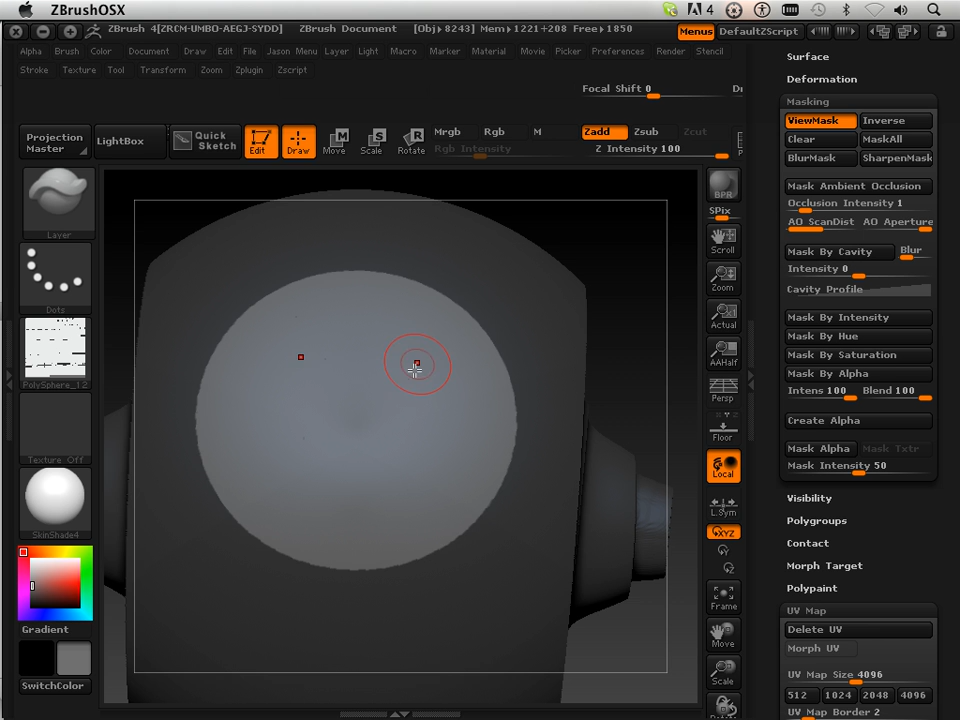 ZBrushOSX
4
ZBrush 4[ZRCM-UMBO-AEGJ-SYDD] ZBrush Document [Obj▸8243] Mem▸1221+208 Free▸1850 Menus DefaultZScript
Alpha Brush Color Document Draw Edit File Jason Menu Layer Light Macro Marker Material Movie Picker Preferences Render Stencil
Stroke Texture Tool Transform Zoom Zplugin Zscript
Focal Shift 0
Projection Master
LightBox
Quick Sketch
Edit
Draw
Move
Scale
Rotate
Mrgb Rgb M
Rgb Intensity
Zadd Zsub Zcut
Z Intensity 100
Layer
Dots
PolySphere_12
Texture Off
SkinShade4
Gradient
SwitchColor
BPR
SPix
Scroll
Zoom
Actual
AAHalf
Persp
Floor
Local
L.Sym
XYZ
Frame
Move
Scale
Surface
Deformation
Masking
ViewMask Inverse
Clear MaskAll
BlurMask SharpenMask
Mask Ambient Occlusion
Occlusion Intensity 1
AO ScanDist AO Aperture
Mask By Cavity Blur
Intensity 0
Cavity Profile
Mask By Intensity
Mask By Hue
Mask By Saturation
Mask By Alpha
Intens 100 Blend 100
Create Alpha
Mask Alpha Mask Txtr
Mask Intensity 50
Visibility
Polygroups
Contact
Morph Target
Polypaint
UV Map
Delete UV
Morph UV
UV Map Size 4096
512 1024 2048 4096
UV Map Border 2